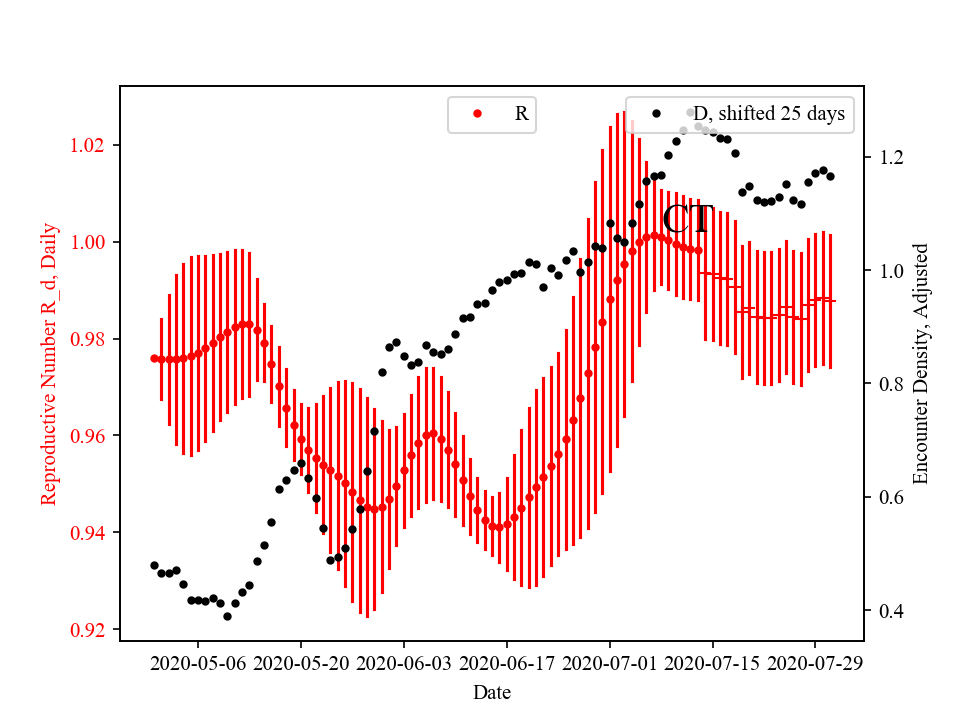 R
D, shifted 25 days
CT
1.02
1.00
0.98
0.96
0.94
0.92
Reproductive Number R_d, Daily
1.2
1.0
0.8
0.6
0.4
Encounter Density, Adjusted
2020-05-06 2020-05-20 2020-06-03 2020-06-17 2020-07-01 2020-07-15 2020-07-29
Date